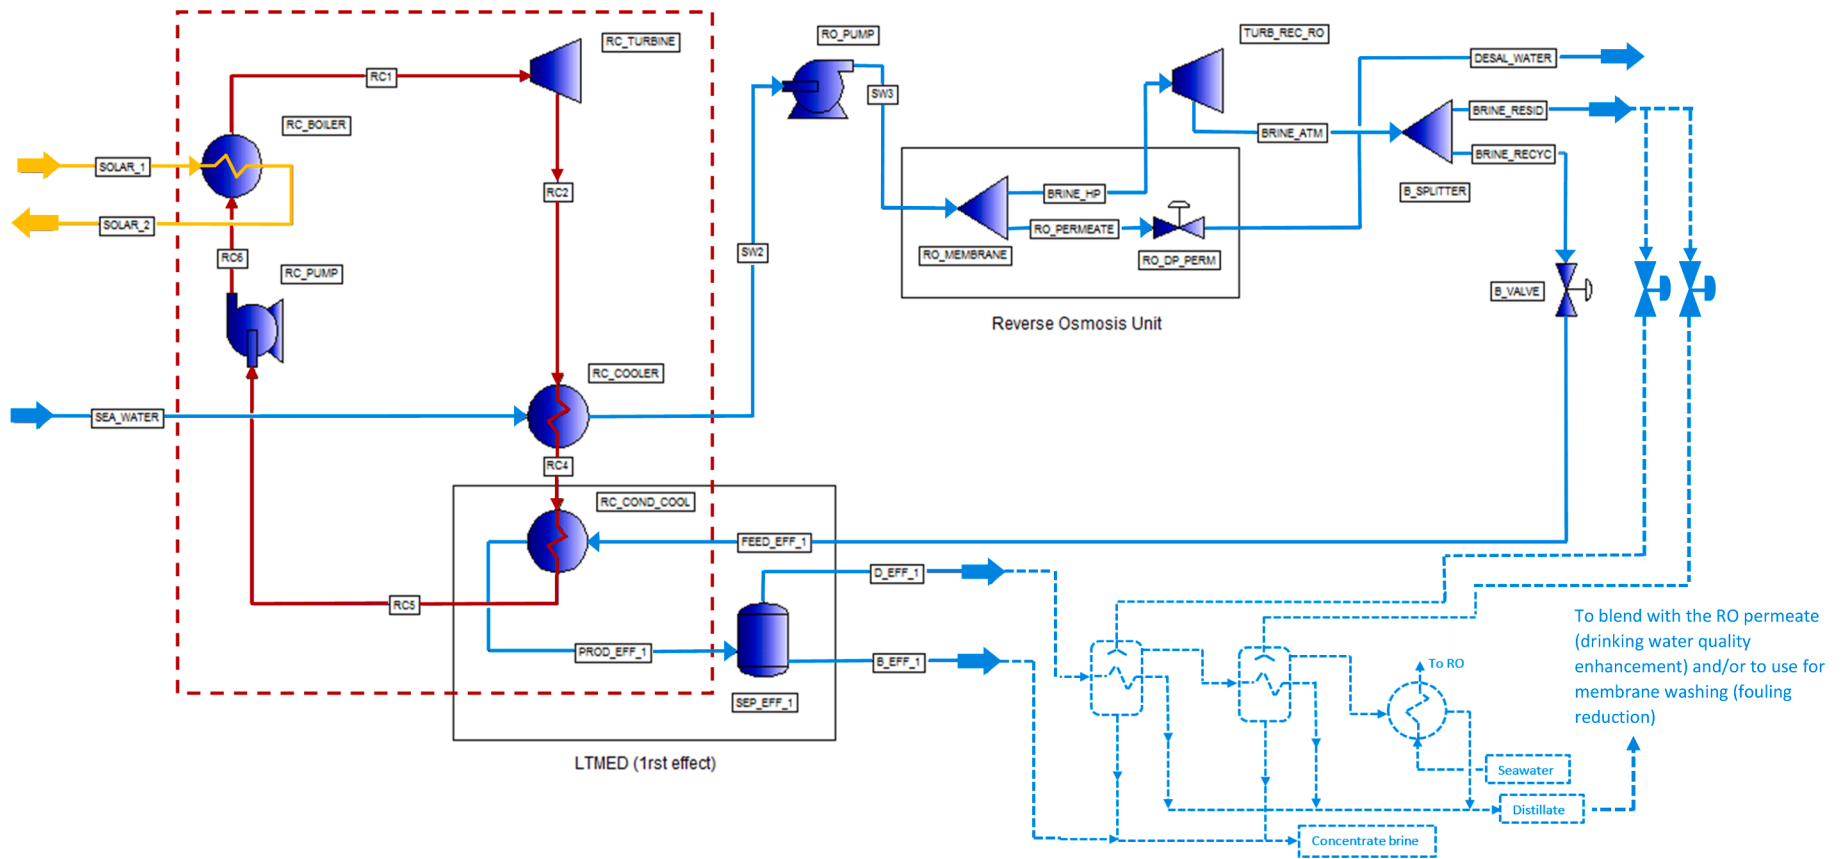 RC_TURBINE
RO_PUMP
TURB_REC_RO
DESAL_WATER
RC1
SW3
BRINE_RESID
RC_BOILER
BRINE_ATM
BRINE_RECYC
SOLAR_1
RC2
BRINE_HP
B_SPLITTER
SOLAR_2
RO_PERMEATE
SW2
RO_MEMBRANE
RO_DP_PERM
RC6
RC_PUMP
B_VALVE
Reverse Osmosis Unit
RC_COOLER
SEA_WATER
RC4
RC_COND_COOL
FEED_EFF_1
D_EFF_1
RC5
PROD_EFF_1
B_EFF_1
SEP_EFF_1
LTMED (1rst effect)
To blend with the RO permeate
(drinking water quality
enhancement) and/or to use for
membrane washing (fouling
reduction)
To RO
Seawater
Distillate
Concentrate brine